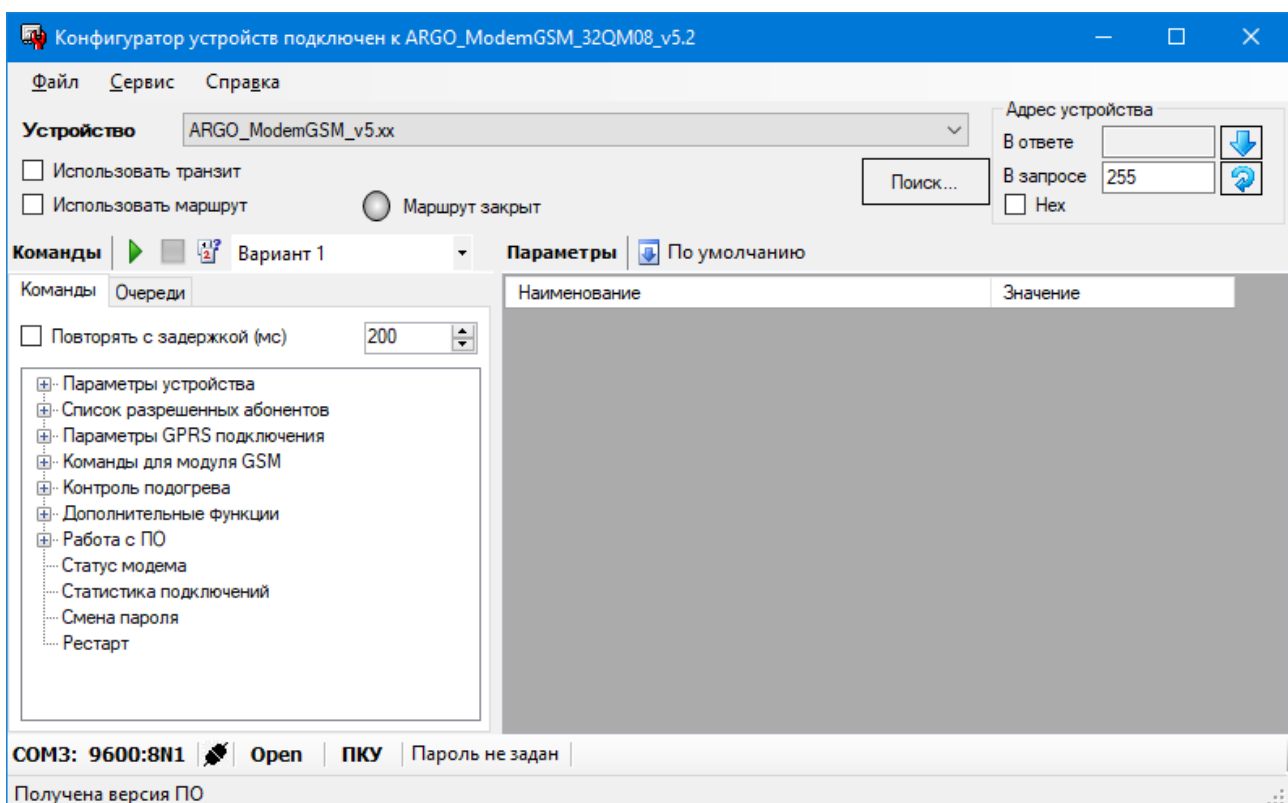 Конфигуратор устройств подключен к ARGO_ModemGSM_32QM08_v5.2
Файл Сервис Справка
Адрес устройства
Устройство ARGO_ModemGSM_v5.xx
В ответе
Использовать транзит
Поиск...
В запросе 255
Использовать маршрут Маршрут закрыт
Hex
Команды Вариант 1
Параметры По умолчанию
Команды Очереди
Наименование Значение
Повторять с задержкой (мс) 200
Параметры устройства
Список разрешенных абонентов
Параметры GPRS подключения
Команды для модуля GSM
Контроль подогрева
Дополнительные функции
Работа с ПО
Статус модема
Статистика подключений
Смена пароля
Рестарт
COM3: 9600:8N1 Open ПКУ Пароль не задан
Получена версия ПО